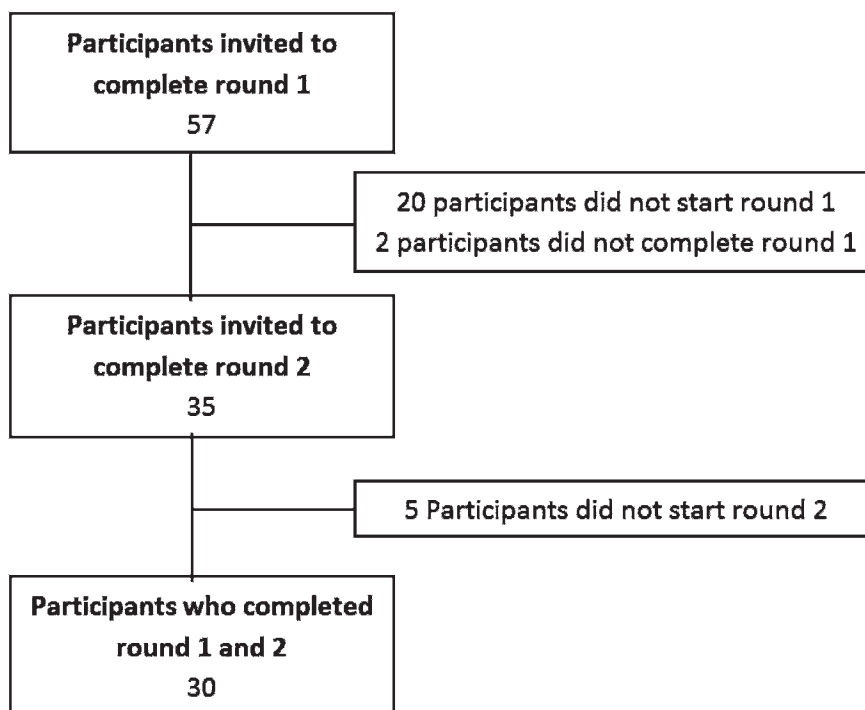 Participants invited to
complete round 1
57
20 participants did not start round 1
2 participants did not complete round 1
Participants invited to
complete round 2
35
5 Participants did not start round 2
Participants who completed
round 1 and 2
30